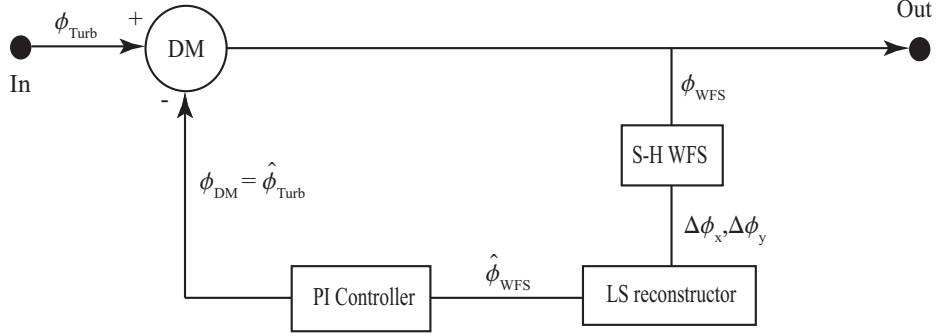 Out
ϕTurb
+
DM
In
-
ϕWFS
S-H WFS
ϕDM = ϕ̂Turb
Δϕx,Δϕy
ϕ̂WFS
PI Controller
LS reconstructor